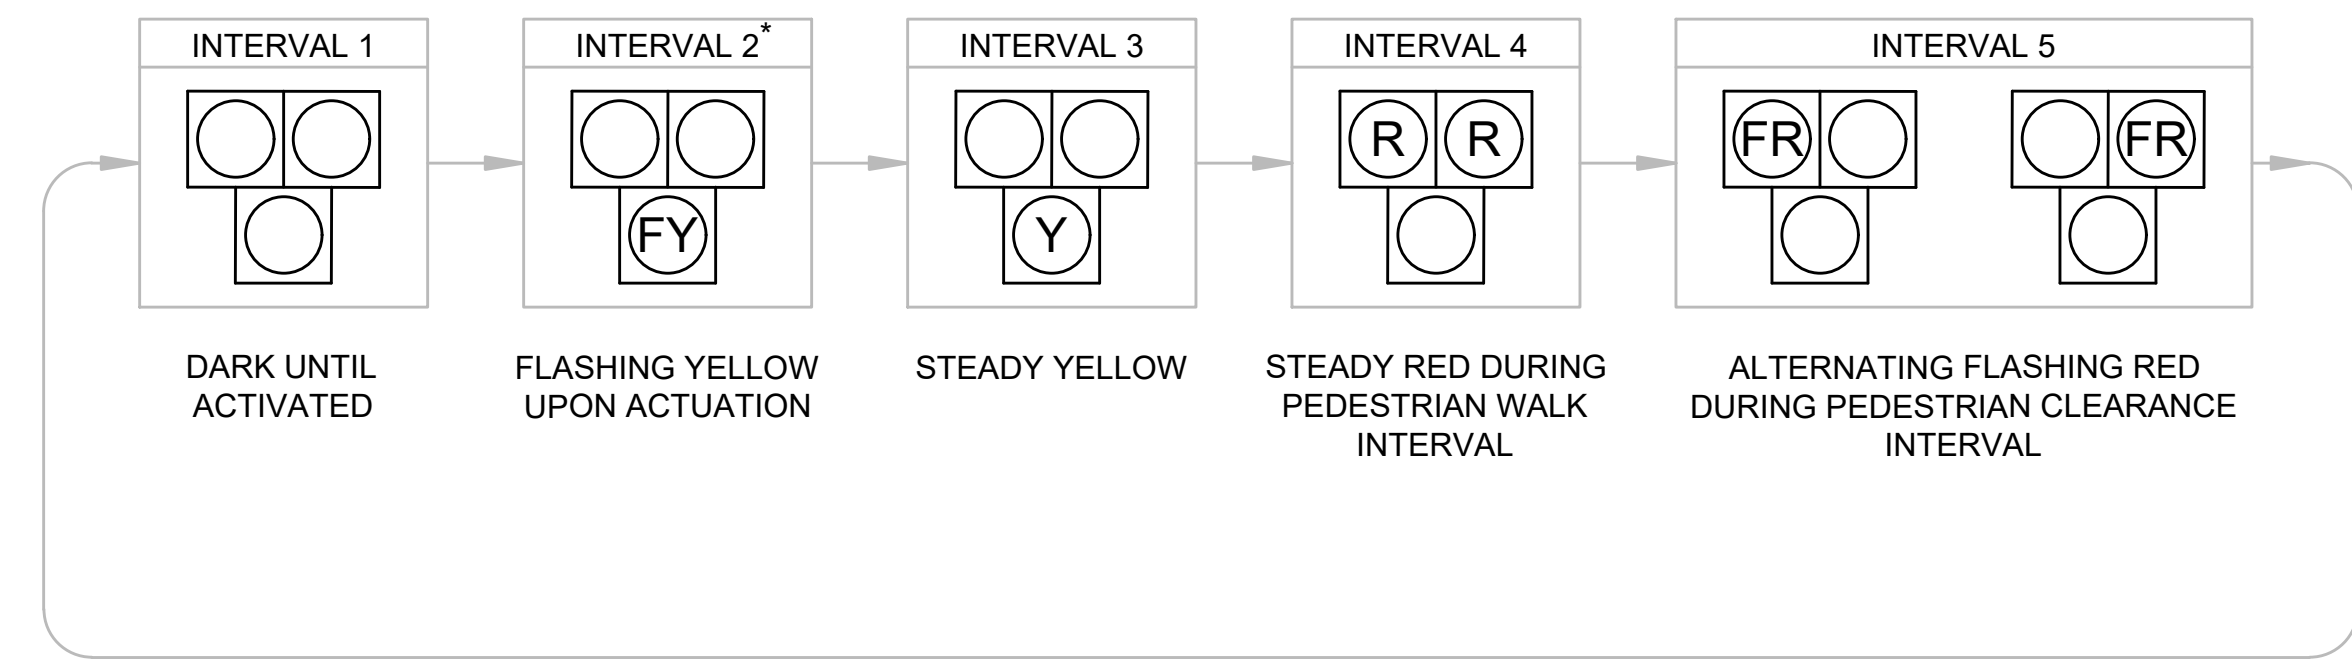 INTERVAL 1
DARK UNTIL
ACTIVATED
INTERVAL 2*
FY
FLASHING YELLOW
UPON ACTUATION
INTERVAL 3
Y
STEADY YELLOW
INTERVAL 4
R R
STEADY RED DURING
PEDESTRIAN WALK
INTERVAL
INTERVAL 5
FR FR
ALTERNATING FLASHING RED
DURING PEDESTRIAN CLEARANCE
INTERVAL